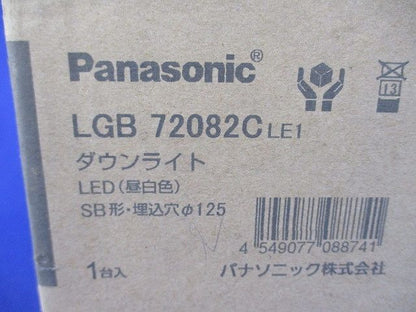 Panasonic®
13
LGB 72082C LE1
ダウンライト
LED(昼白色)
SB形・埋込穴φ125
4 549077 088741
1台入
パナソニック株式会社